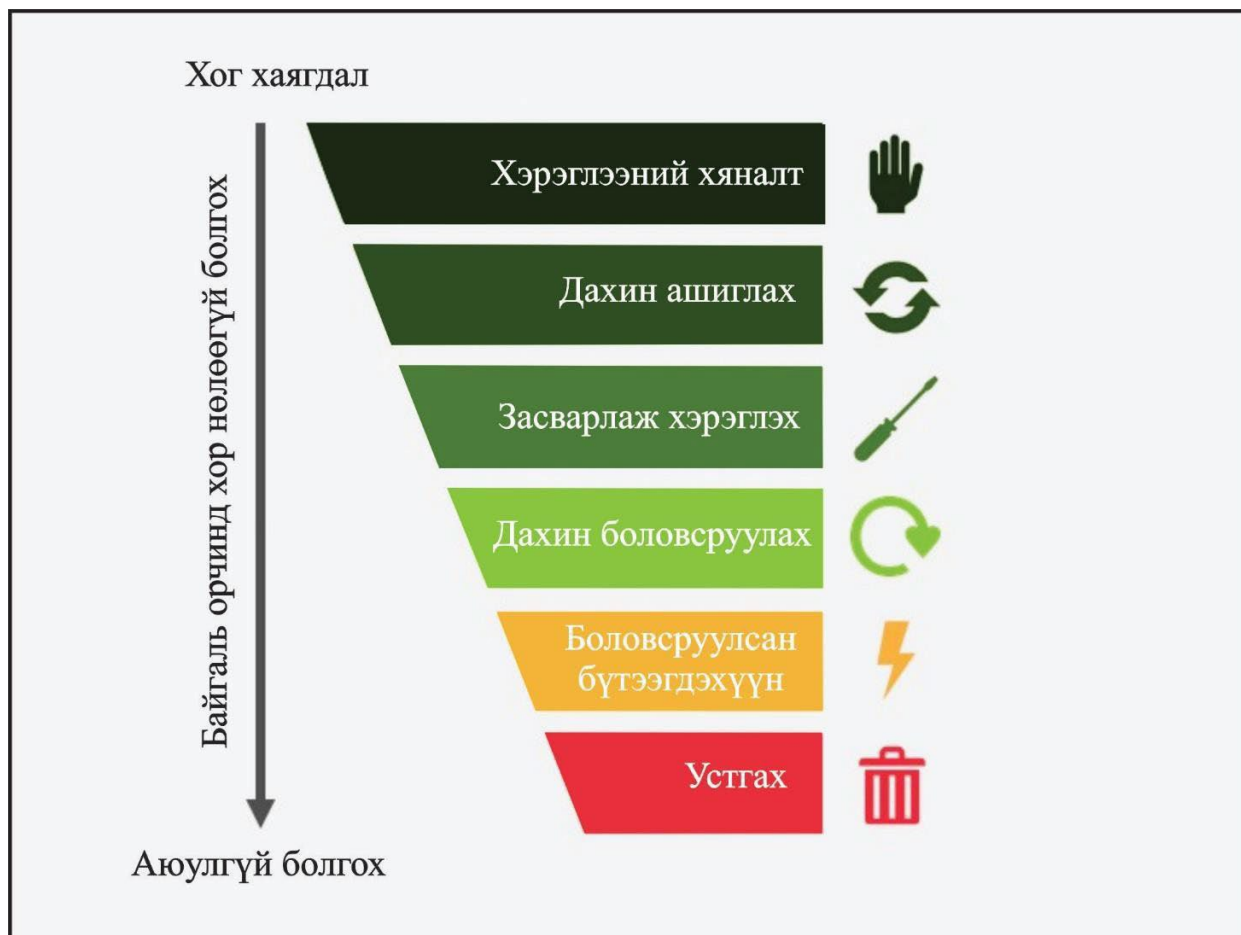 Хог хаягдал
Байгаль орчинд хор нөлөөгүй болгох
Хэрэглээний хяналт
Дахин ашиглах
Засварлаж хэрэглэх
Дахин боловсруулах
Боловсруулсан
бүтээгдэхүүн
Устгах
Аюулгүй болгох